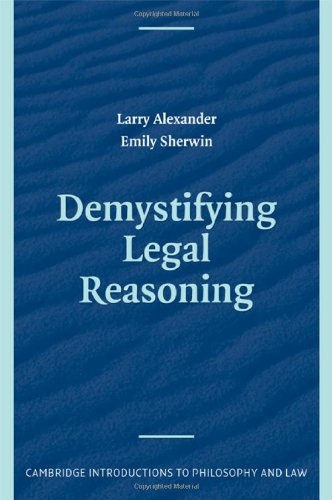 Larry Alexander
Emily Sherwin
Demystifying
Legal
Reasoning
CAMBRIDGE INTRODUCTIONS TO PHILOSOPHY AND LAW